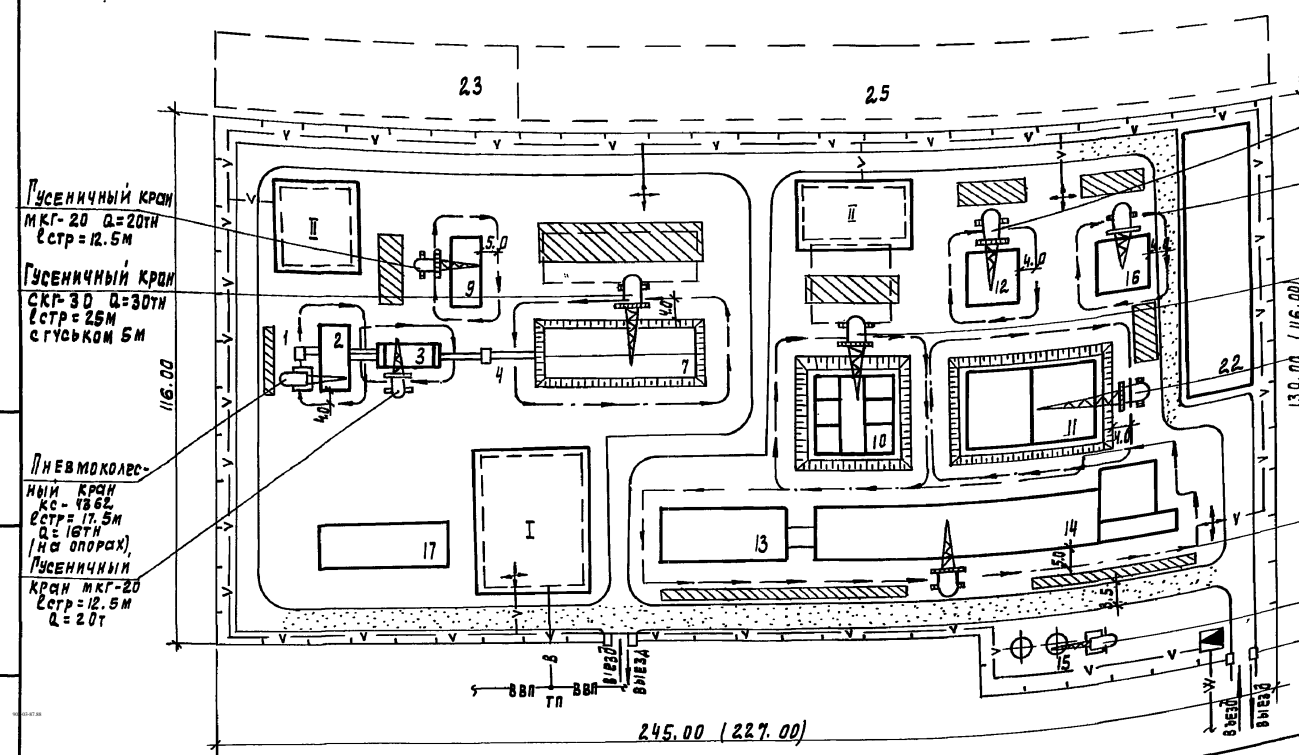 23
25
Гусеничный кран
МКГ-20 Q=20тн
ℓстр=12.5м
Гусеничный кран
СКГ-30 Q=30тн
ℓстр=25м
с гуськом 5м
Пневмоколес-
ный кран
КС-4362
ℓстр=17.5м
Q=16тн
(на опорах)
Гусеничный
кран МКГ-20
ℓстр=12.5м
Q=20т
116.00
II
5.0
9
II
4.0
12
4.0
16
1
2
3
4
4.0
4.0
7
10
11
4.0
22
130.00 (116.00)
I
17
13
14
5.0
3.5
15
В
ВВП
ТП
ВВП
Въезд
Выезд
W
Въезд
Выезд
245.00 (227.00)